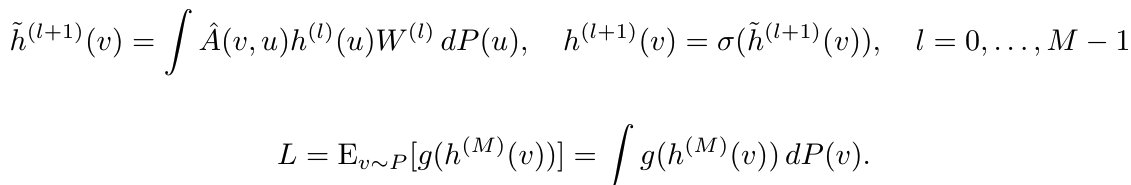 h̃^{(l+1)}(v) = ∫ Â(v, u)h^{(l)}(u)W^{(l)} dP(u),  h^{(l+1)}(v) = σ(h̃^{(l+1)}(v)),  l = 0, . . . , M − 1
L = E_{v∼P}[g(h^{(M)}(v))] = ∫ g(h^{(M)}(v)) dP(v).